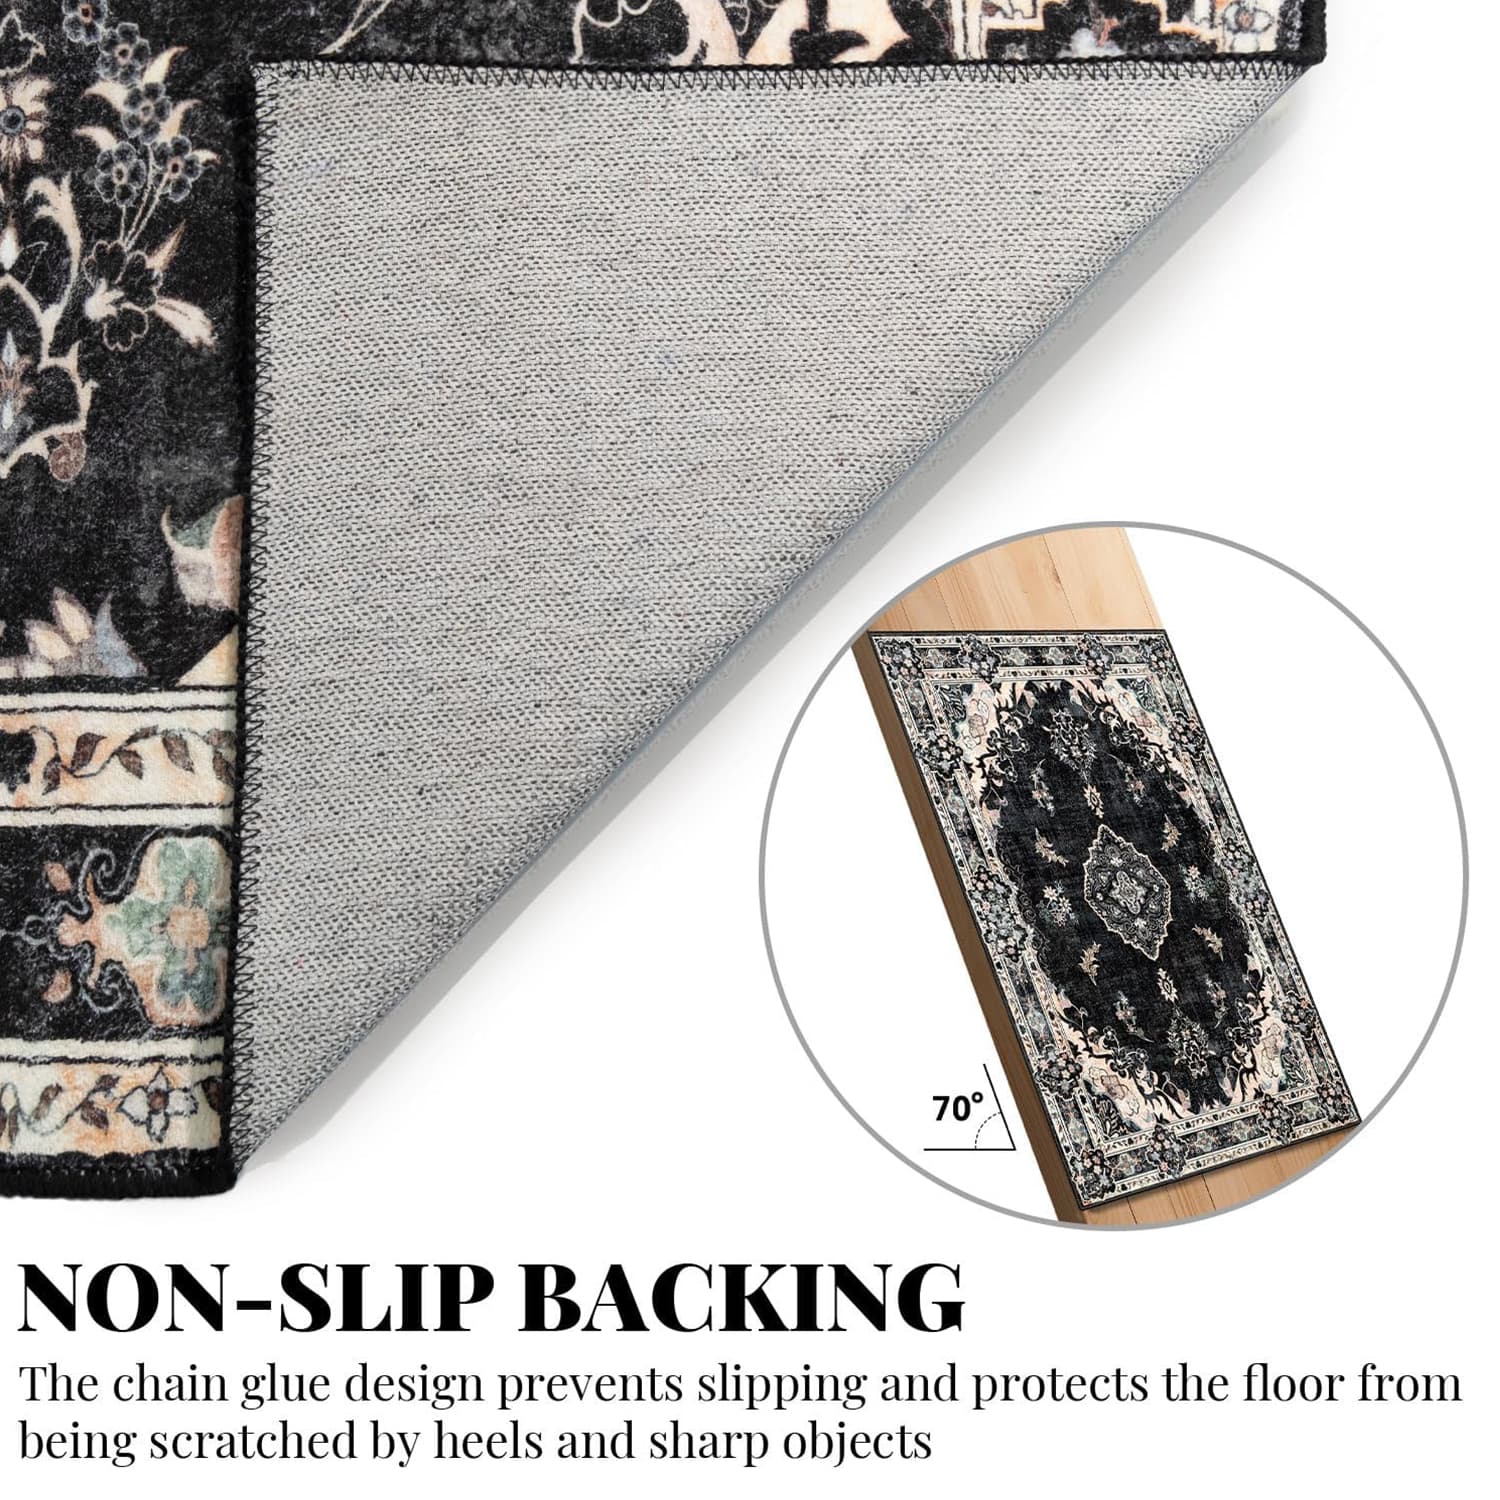 70°
NON-SLIP BACKING
The chain glue design prevents slipping and protects the floor from
being scratched by heels and sharp objects